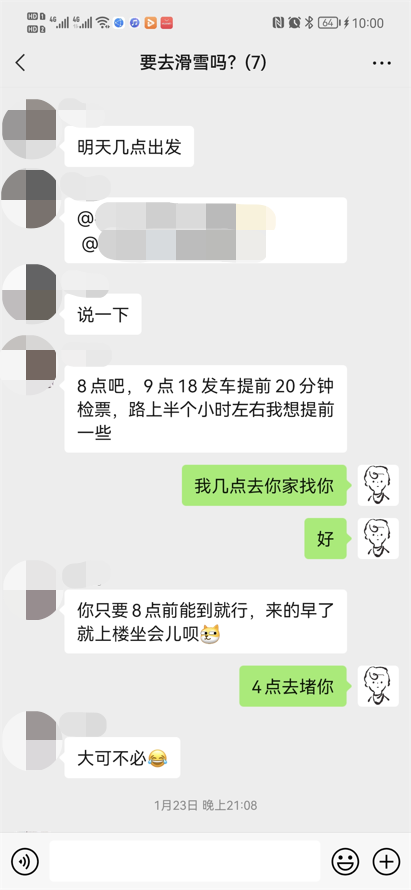 HD 1
HD 2
4G
4G
64
10:00
要去滑雪吗？(7)
明天几点出发
@
@
说一下
8点吧，9点18发车提前20分钟
检票，路上半个小时左右我想提前
一些
我几点去你家找你
好
你只要8点前能到就行，来的早了
就上楼坐会儿呗
4点去堵你
大可不必
1月23日 晚上21:08